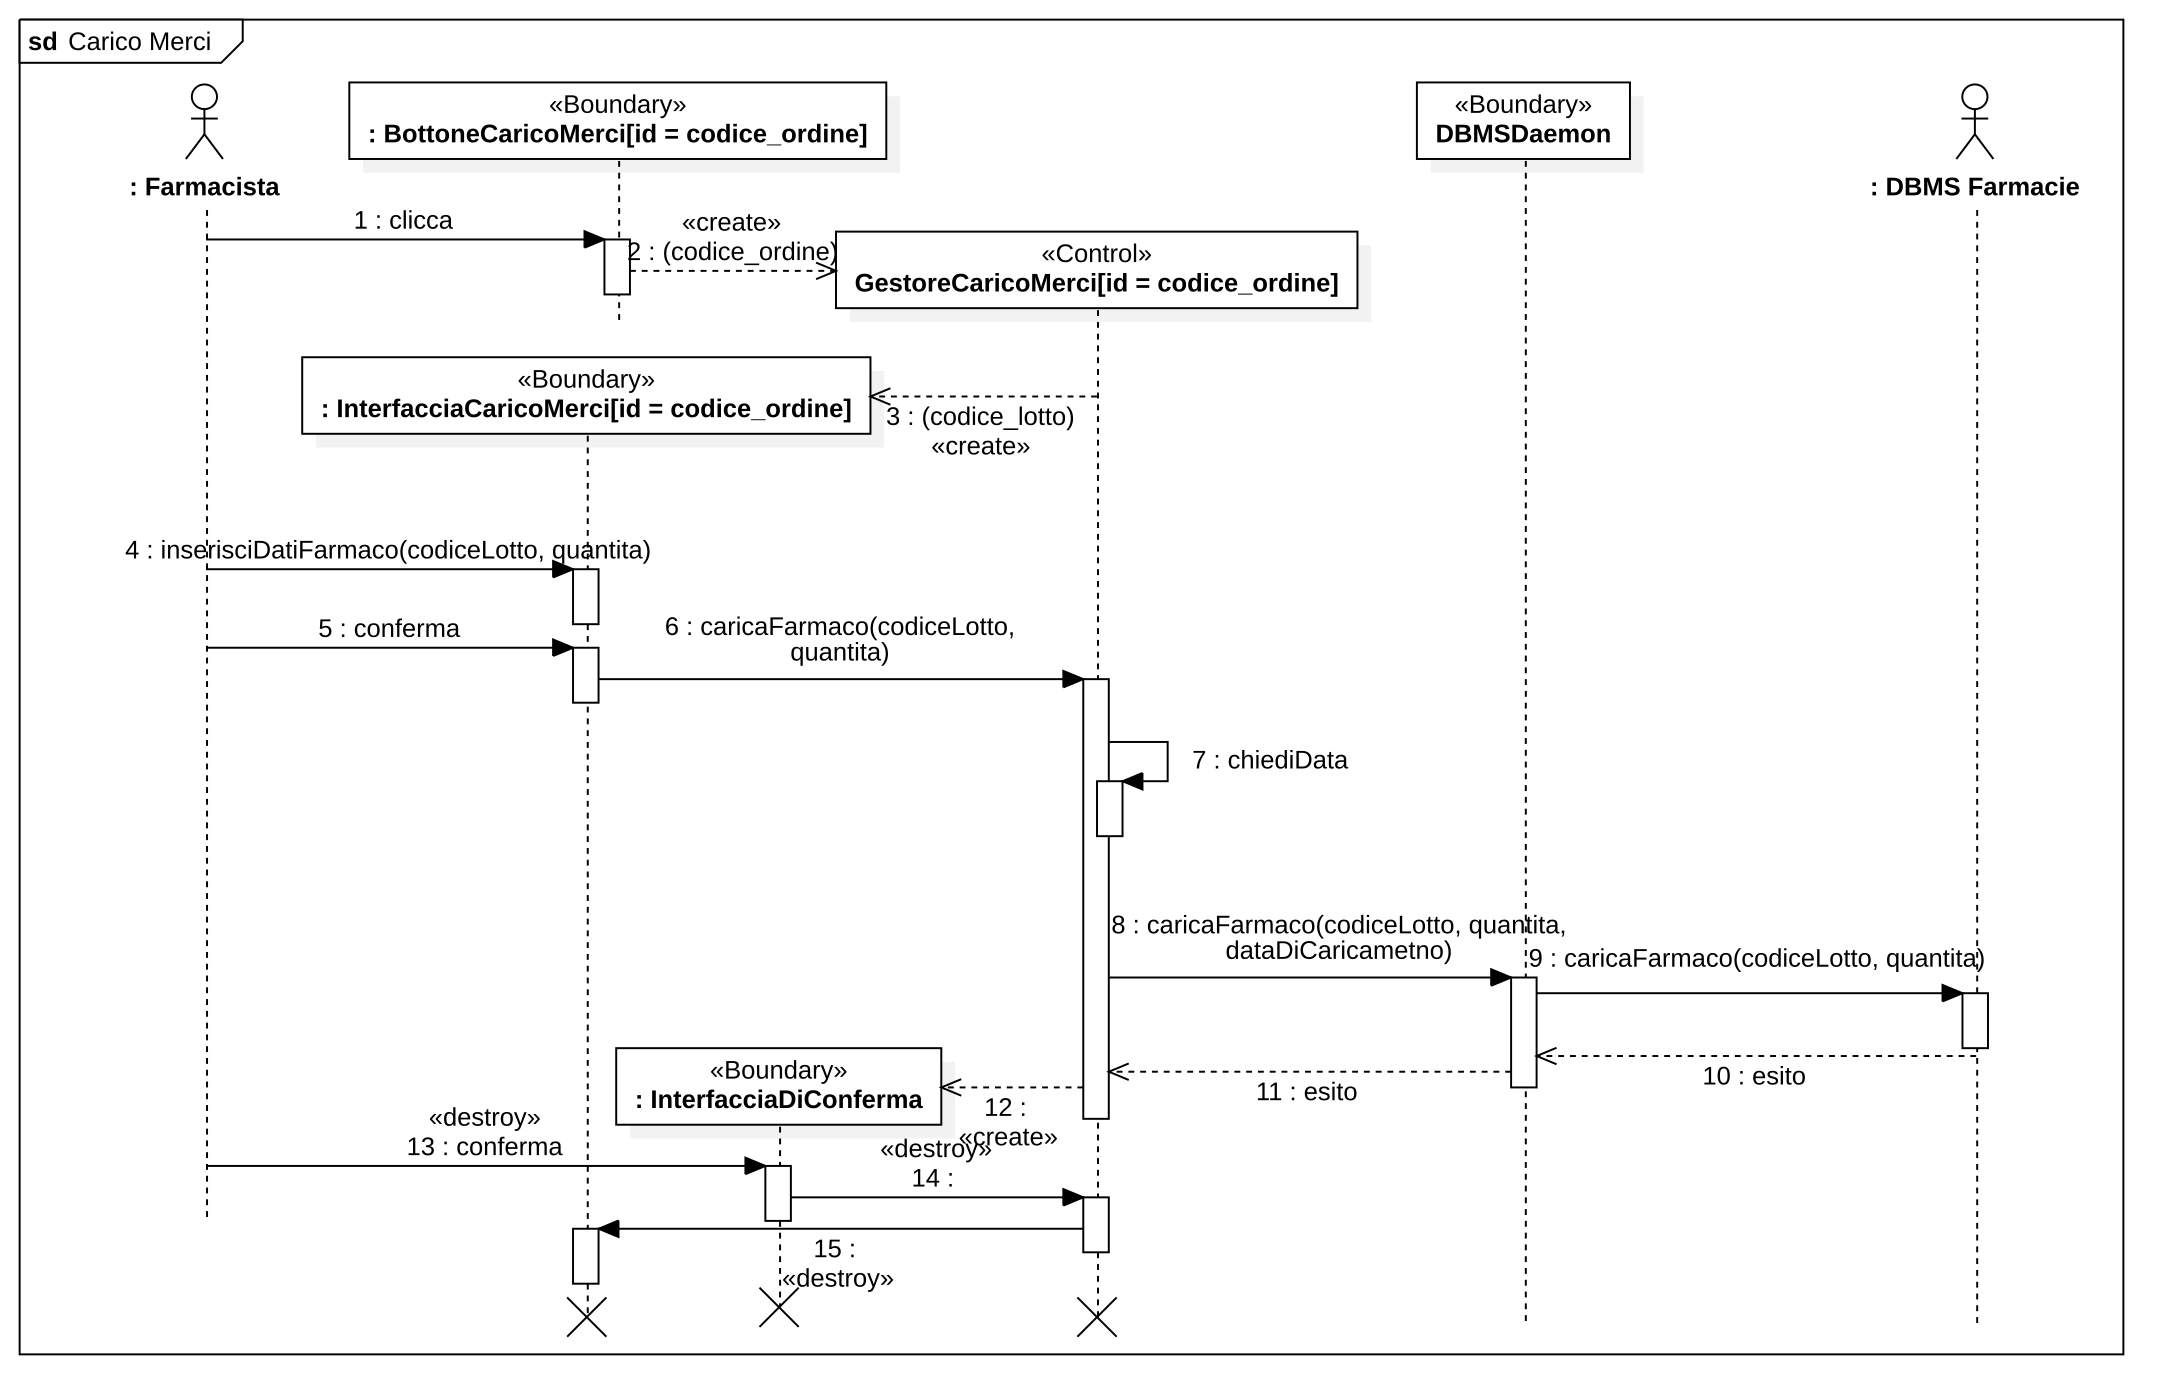 sd Carico Merci
«Boundary»
: BottoneCaricoMerci[id = codice_ordine]
«Boundary»
DBMSDaemon
: Farmacista
: DBMS Farmacie
1 : clicca
«create»
2 : (codice_ordine)
«Control»
GestoreCaricoMerci[id = codice_ordine]
«Boundary»
: InterfacciaCaricoMerci[id = codice_ordine]
3 : (codice_lotto)
«create»
4 : inserisciDatiFarmaco(codiceLotto, quantita)
5 : conferma
6 : caricaFarmaco(codiceLotto,
quantita)
7 : chiediData
8 : caricaFarmaco(codiceLotto, quantita,
dataDiCaricametno)
9 : caricaFarmaco(codiceLotto, quantita)
10 : esito
11 : esito
«Boundary»
: InterfacciaDiConferma
12 :
«create»
«destroy»
13 : conferma
«destroy»
14 :
15 :
«destroy»